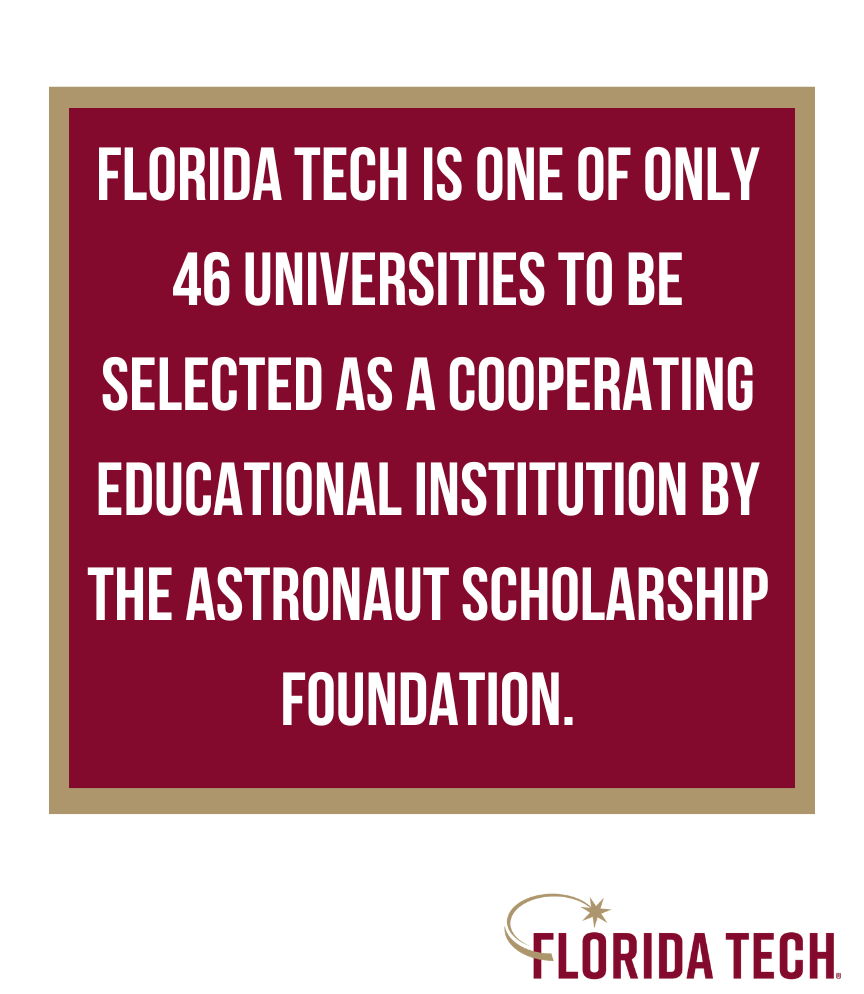 FLORIDA TECH IS ONE OF ONLY
46 UNIVERSITIES TO BE
SELECTED AS A COOPERATING
EDUCATIONAL INSTITUTION BY
THE ASTRONAUT SCHOLARSHIP
FOUNDATION.
FLORIDA TECH®